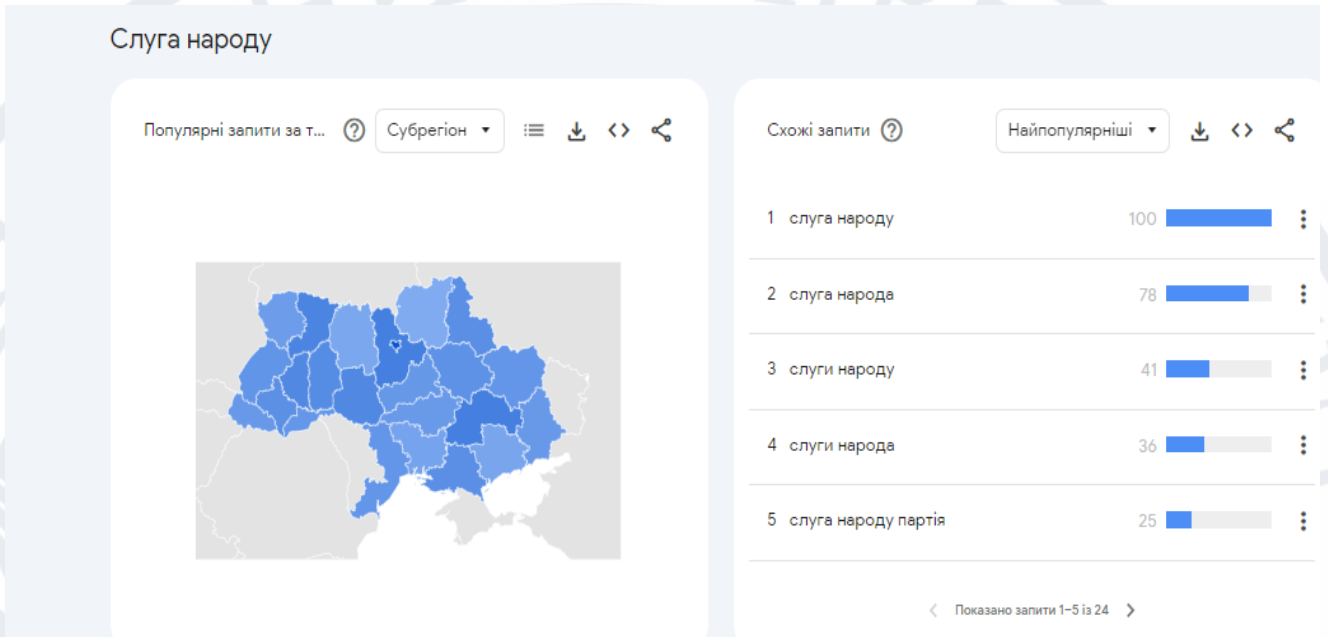 Слуга народу
Популярні запити за т...
Субрегіон
Схожі запити
Найпопулярніші
1 слуга народу 100
2 слуга народа 78
3 слуги народу 41
4 слуги народа 36
5 слуга народу партія 25
Показано запити 1–5 із 24